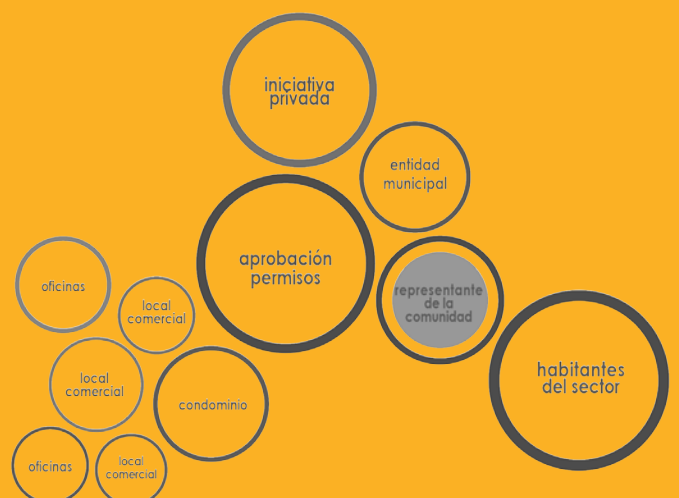 iniciativa
privada
entidad
municipal
aprobación
permisos
representante
de la
comunidad
oficinas
local
comercial
habitantes
del sector
local
comercial
condominio
oficinas
local
comercial